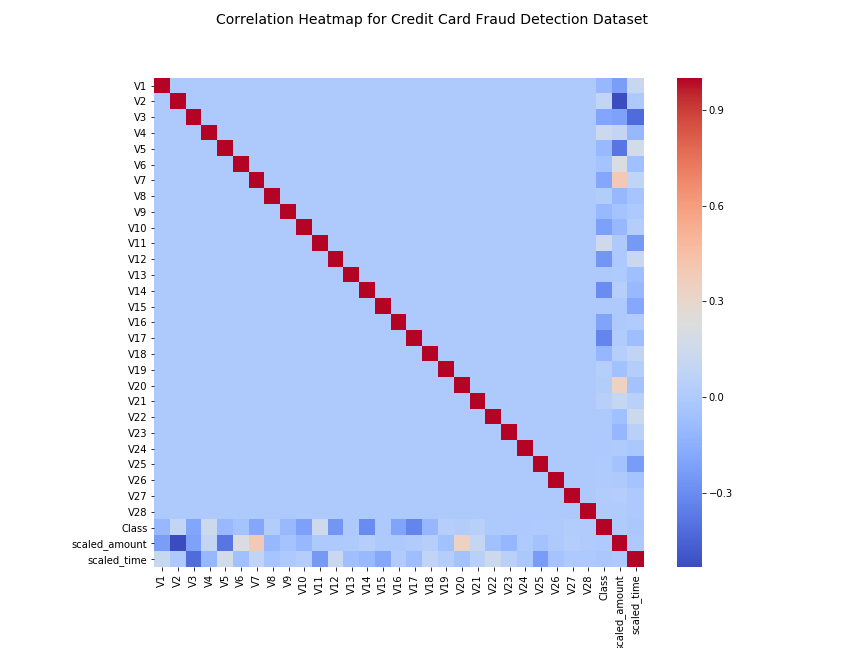 Correlation Heatmap for Credit Card Fraud Detection Dataset
V1
V2
V3
V4
V5
V6
V7
V8
V9
V10
V11
V12
V13
V14
V15
V16
V17
V18
V19
V20
V21
V22
V23
V24
V25
V26
V27
V28
Class
scaled_amount
scaled_time
0.9
0.6
0.3
0.0
−0.3
V1
V2
V3
V4
V5
V6
V7
V8
V9
V10
V11
V12
V13
V14
V15
V16
V17
V18
V19
V20
V21
V22
V23
V24
V25
V26
V27
V28
Class
scaled_amount
scaled_time